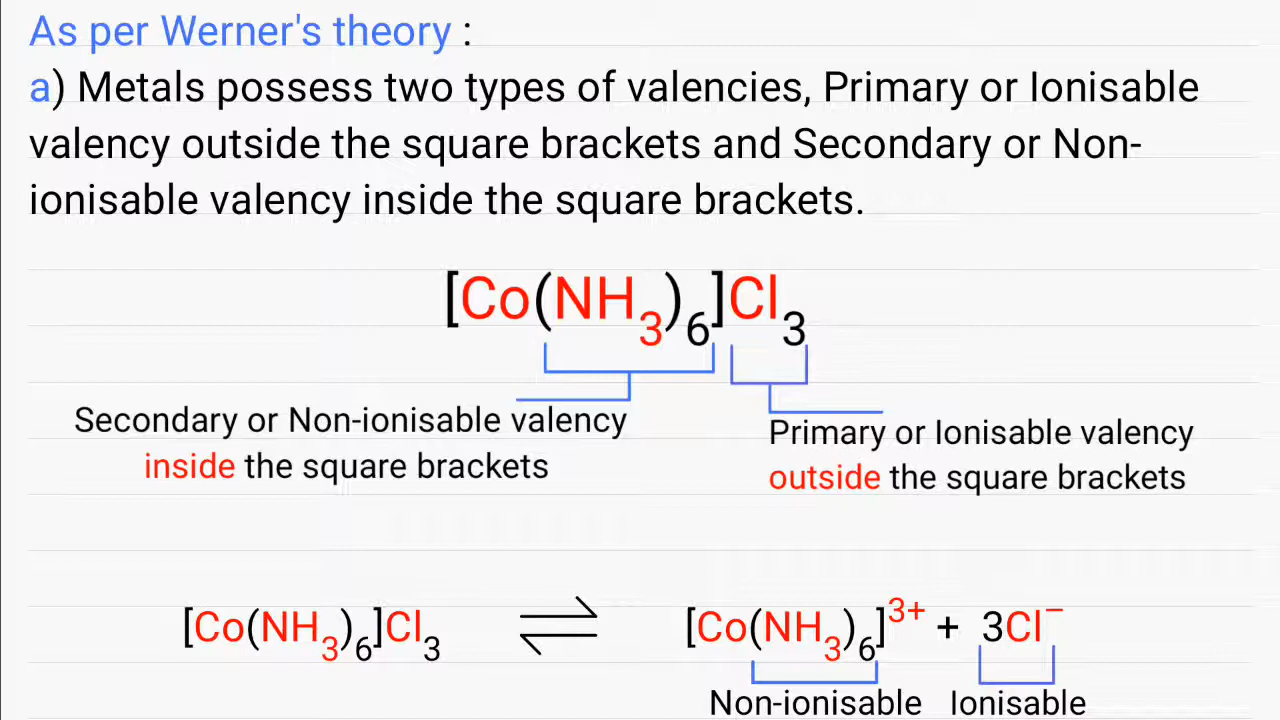 As per Werner's theory :
a) Metals possess two types of valencies, Primary or Ionisable
valency outside the square brackets and Secondary or Non-
ionisable valency inside the square brackets.
[Co(NH₃)₆]Cl₃
Secondary or Non-ionisable valency
inside the square brackets
Primary or Ionisable valency
outside the square brackets
[Co(NH₃)₆]Cl₃ ⇌ [Co(NH₃)₆]³⁺ + 3Cl⁻
Non-ionisable Ionisable